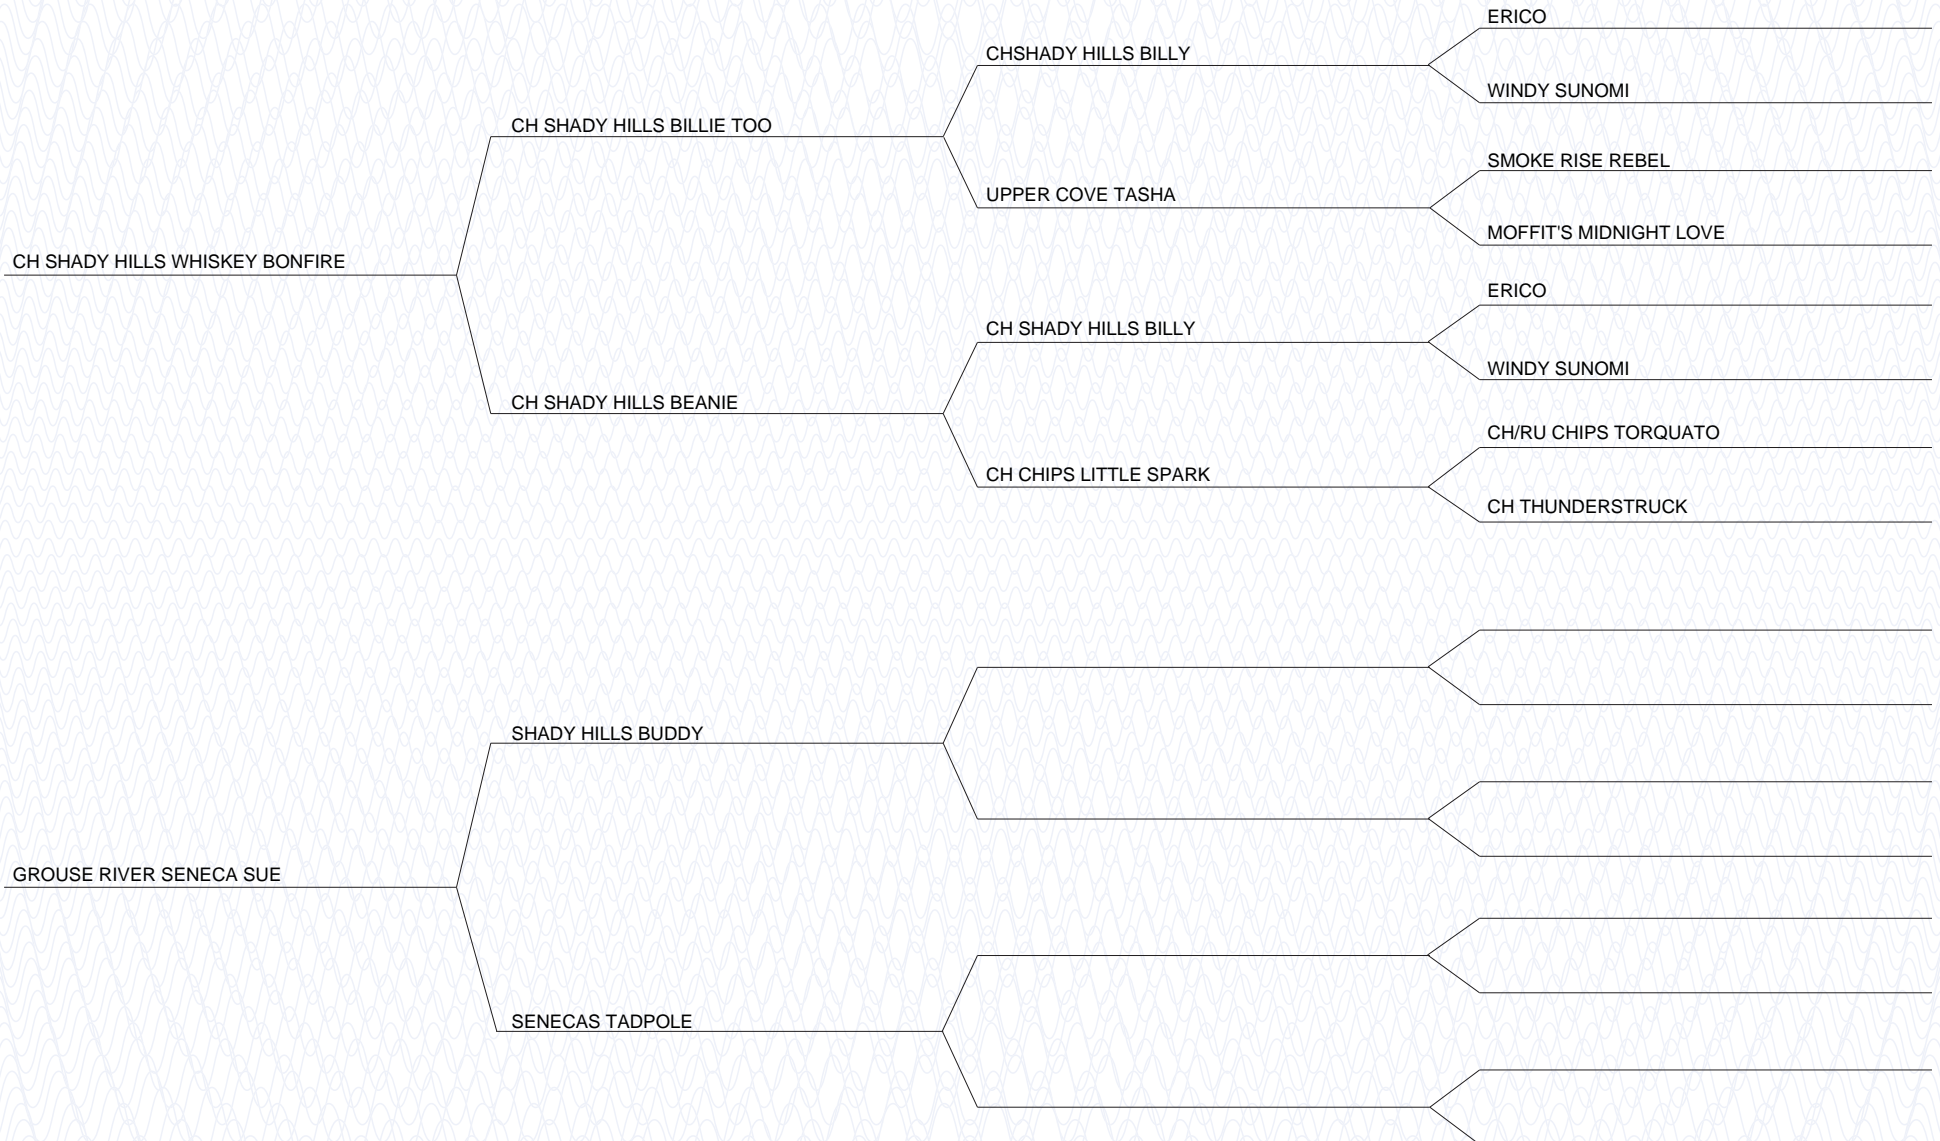 ERICO
CHSHADY HILLS BILLY
WINDY SUNOMI
CH SHADY HILLS BILLIE TOO
SMOKE RISE REBEL
UPPER COVE TASHA
MOFFIT'S MIDNIGHT LOVE
CH SHADY HILLS WHISKEY BONFIRE
ERICO
CH SHADY HILLS BILLY
WINDY SUNOMI
CH SHADY HILLS BEANIE
CH/RU CHIPS TORQUATO
CH CHIPS LITTLE SPARK
CH THUNDERSTRUCK
SHADY HILLS BUDDY
GROUSE RIVER SENECA SUE
SENECAS TADPOLE